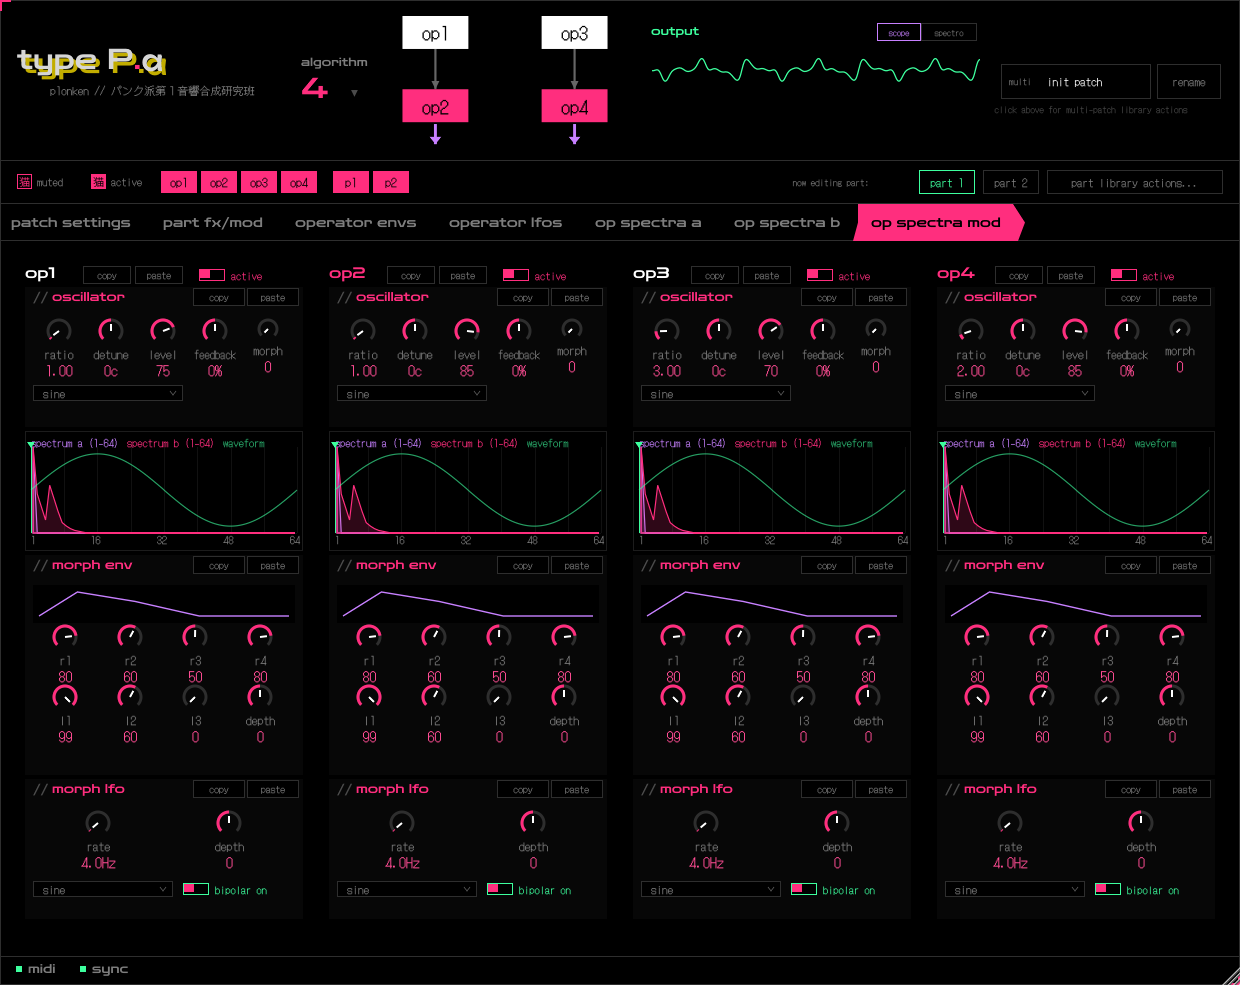 type P.a
plonken // パンク派第1音響合成研究班
algorithm
4
op1
op2
op3
op4
output
scope spectro
multi init patch
rename
click above for multi-patch library actions
猫 muted 猫 active op1 op2 op3 op4 p1 p2
now editing part: part 1 part 2 part library actions...
patch settings part fx/mod operator envs operator lfos op spectra a op spectra b op spectra mod
op1 copy paste active op2 copy paste active op3 copy paste active op4 copy paste active
// oscillator copy paste // oscillator copy paste // oscillator copy paste // oscillator copy paste
ratio detune level feedback morph ratio detune level feedback morph ratio detune level feedback morph ratio detune level feedback morph
1.00 0c 75 0% 0 1.00 0c 85 0% 0 3.00 0c 70 0% 0 2.00 0c 85 0% 0
sine sine sine sine
spectrum a (1-64) spectrum b (1-64) waveform spectrum a (1-64) spectrum b (1-64) waveform spectrum a (1-64) spectrum b (1-64) waveform spectrum a (1-64) spectrum b (1-64) waveform
1 16 32 48 64 1 16 32 48 64 1 16 32 48 64 1 16 32 48 64
// morph env copy paste // morph env copy paste // morph env copy paste // morph env copy paste
r1 r2 r3 r4 r1 r2 r3 r4 r1 r2 r3 r4 r1 r2 r3 r4
80 60 50 80 80 60 50 80 80 60 50 80 80 60 50 80
l1 l2 l3 depth l1 l2 l3 depth l1 l2 l3 depth l1 l2 l3 depth
99 60 0 0 99 60 0 0 99 60 0 0 99 60 0 0
// morph lfo copy paste // morph lfo copy paste // morph lfo copy paste // morph lfo copy paste
rate depth rate depth rate depth rate depth
4.0Hz 0 4.0Hz 0 4.0Hz 0 4.0Hz 0
sine bipolar on sine bipolar on sine bipolar on sine bipolar on
midi sync